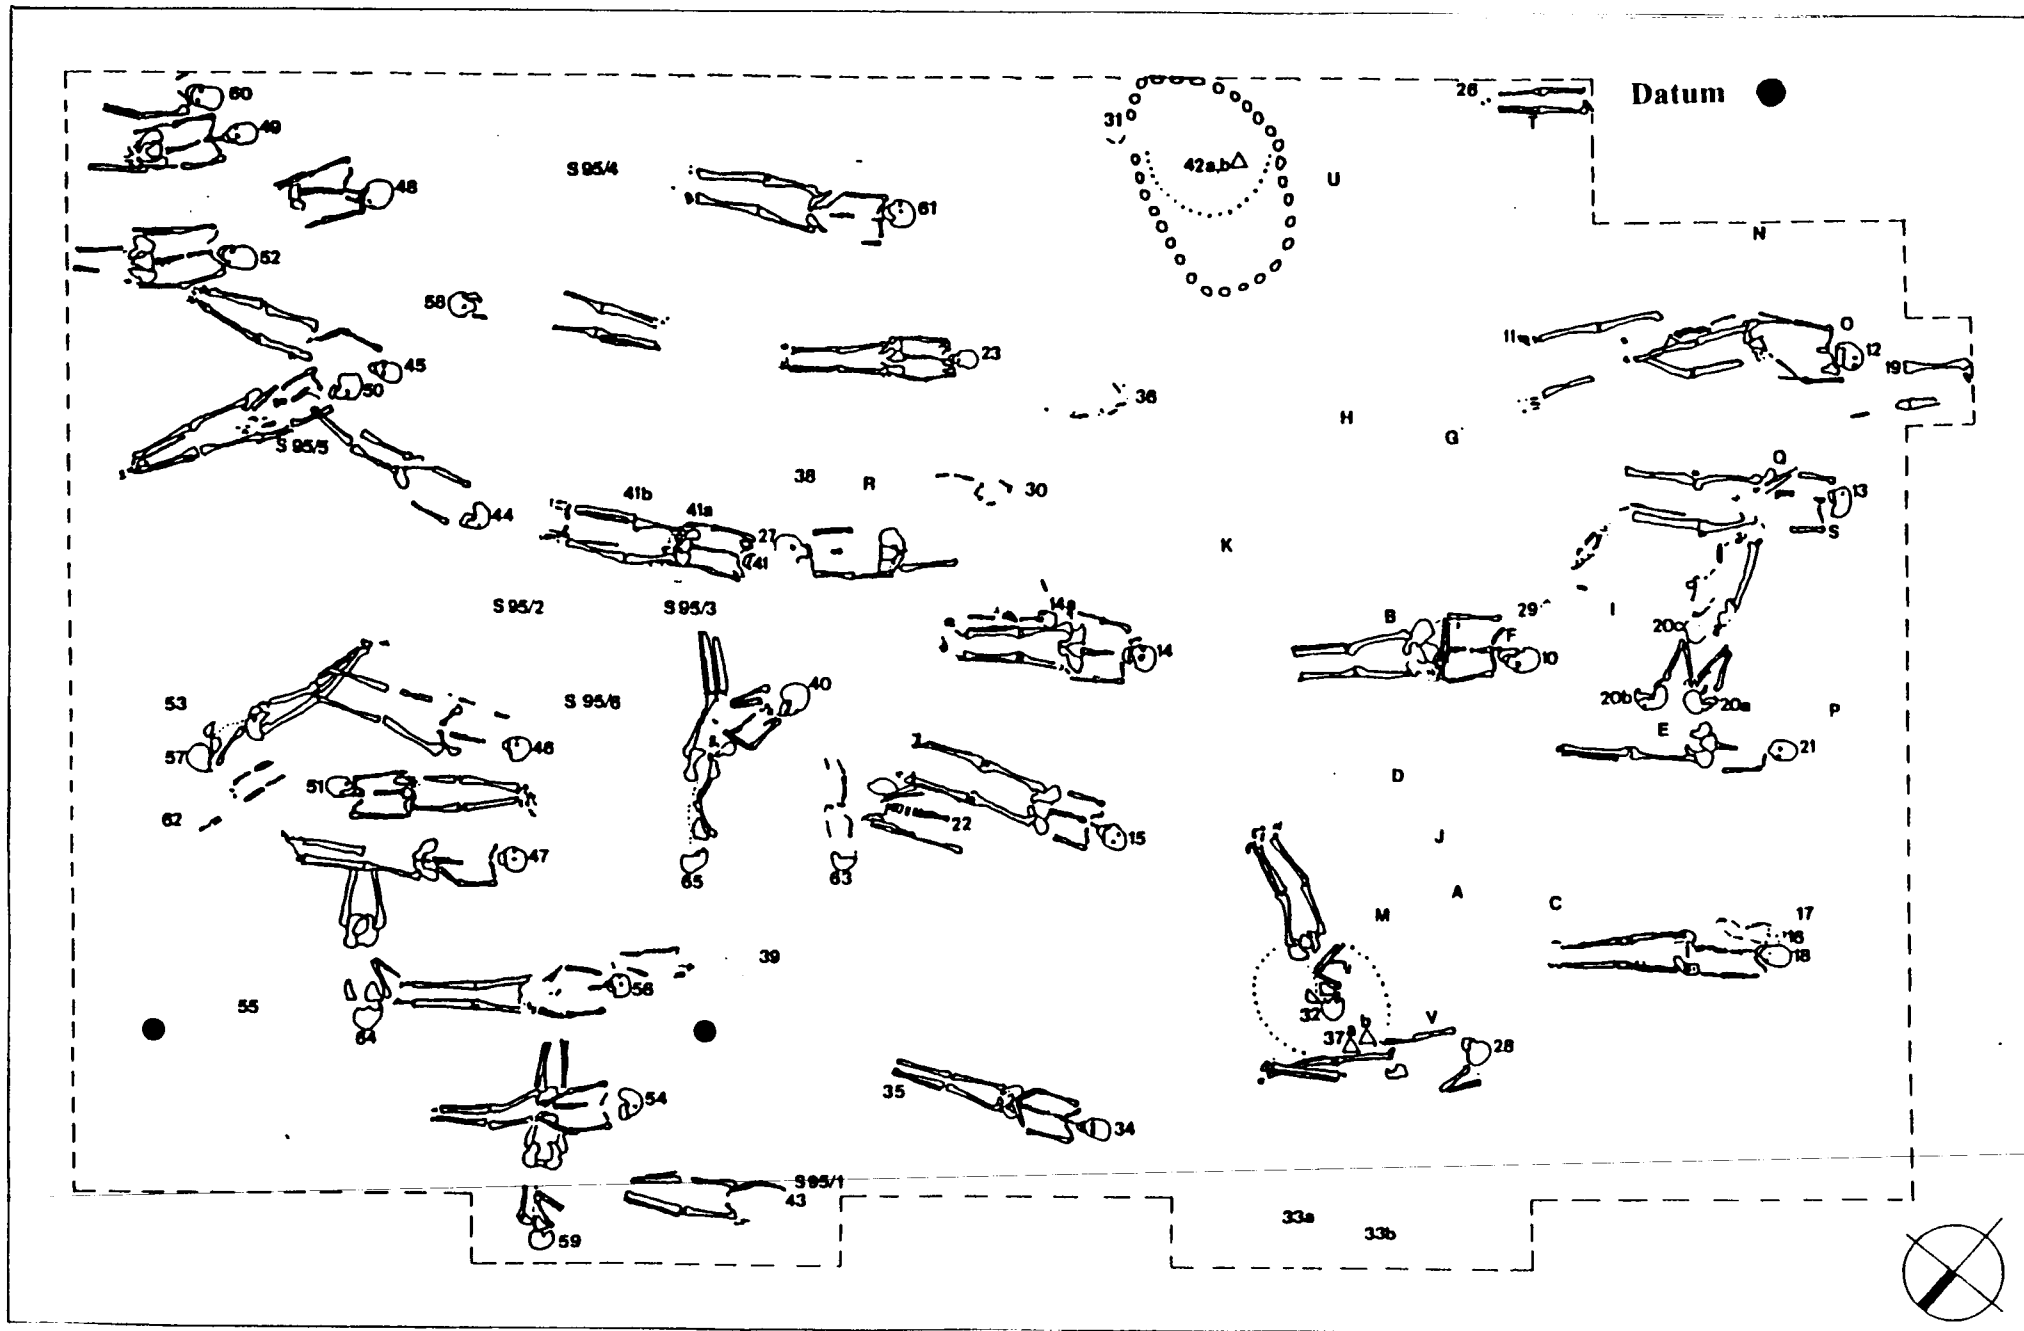 60
26
Datum
49
31
42a,b
T
48
S 95/4
U
61
N
52
58
O
45
23
11
12
19
50
36
H
G
S 95/5
38
R
30
Q
13
41b
44
41a
27
41
K
S
S 95/2
S 95/3
14a
B
29
I
F
20c
14
10
53
S 95/6
40
20b
20a
P
E
57
46
21
51
D
62
22
J
15
47
65
63
A
C
17
M
16
39
18
56
55
32
64
V
b
a
37
28
54
35
34
S 95/1
43
33a
33b
59